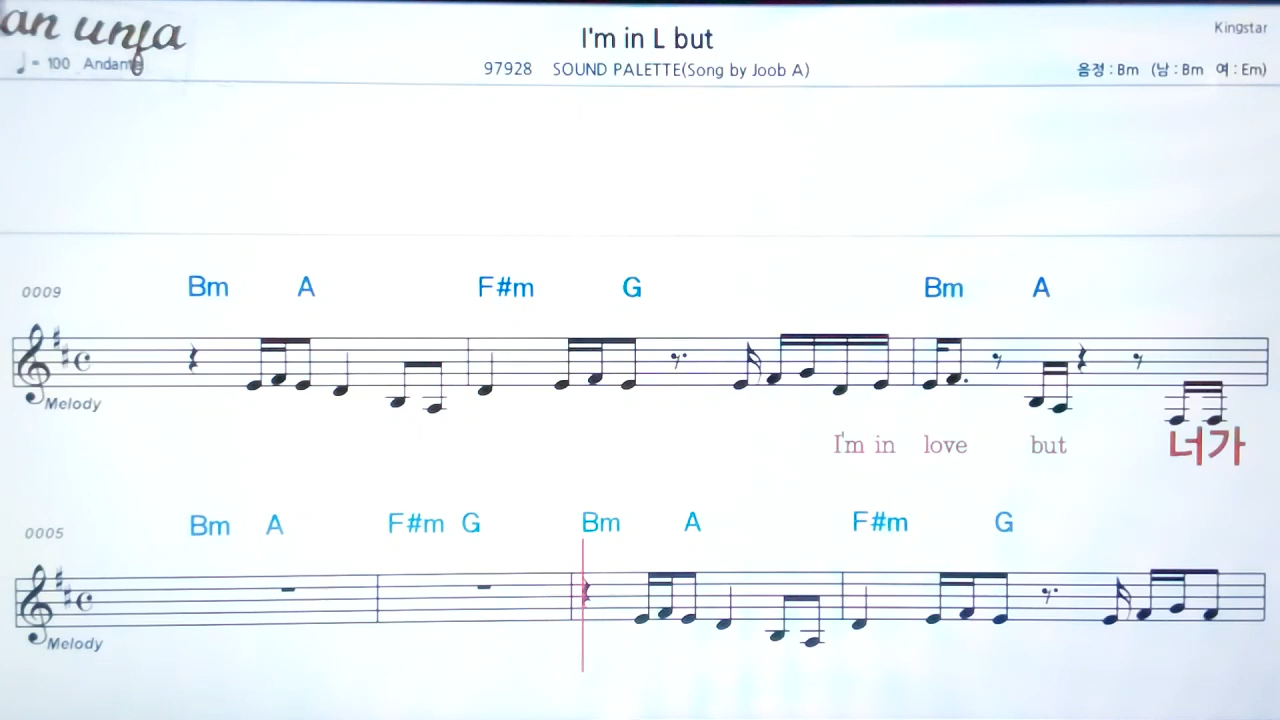 an unfa
I'm in L but
Kingstar
♩= 100 Andante
97928 SOUND PALETTE(Song by Joob A)
음정 : Bm (남 : Bm 여 : Em)
0009 Bm A F#m G Bm A
Melody
I'm in love but 너가
0005 Bm A F#m G Bm A F#m G
Melody